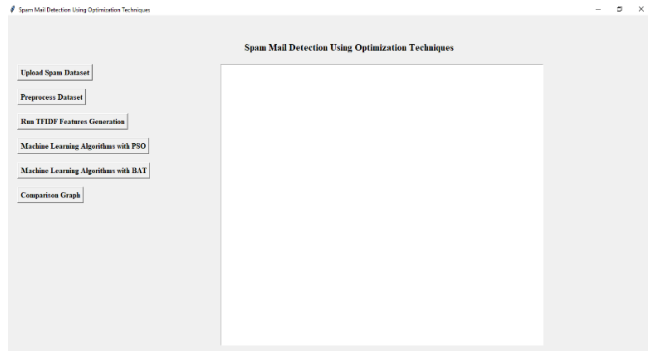 Spam Mail Detection Using Optimization Techniques
Spam Mail Detection Using Optimization Techniques
Upload Spam Dataset
Preprocess Dataset
Run TFIDF Features Generation
Machine Learning Algorithms with PSO
Machine Learning Algorithms with BAT
Comparison Graph